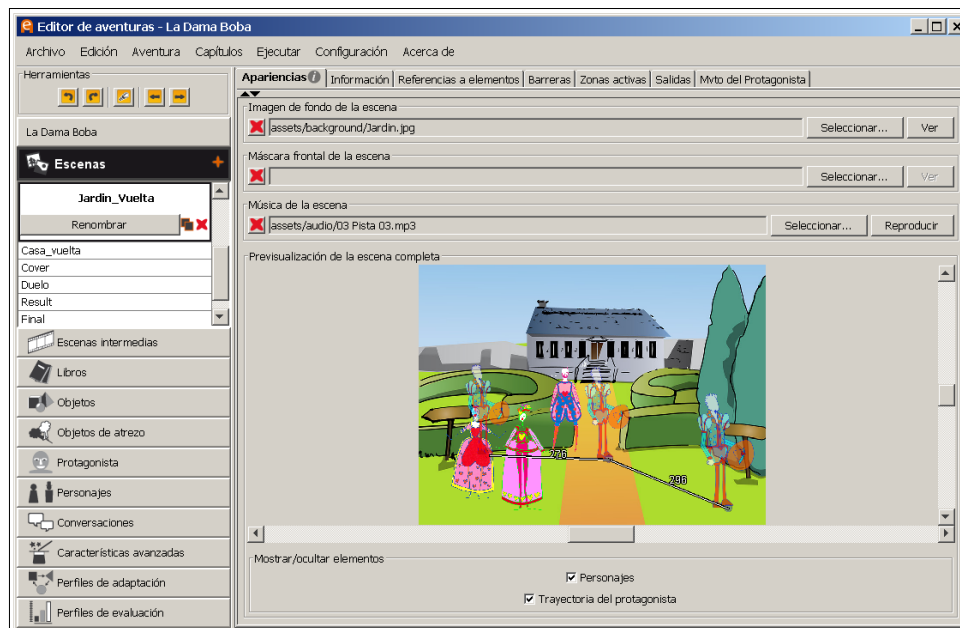 Editor de aventuras - La Dama Boba
Archivo Edición Aventura Capítulos Ejecutar Configuración Acerca de
Herramientas
La Dama Boba
Escenas
Jardin_Vuelta
Renombrar
Casa_vuelta
Cover
Duelo
Result
Final
Escenas intermedias
Libros
Objetos
Objetos de atrezo
Protagonista
Personajes
Conversaciones
Características avanzadas
Perfiles de adaptación
Perfiles de evaluación
Apariencias Información Referencias a elementos Barreras Zonas activas Salidas Mvto del Protagonista
Imagen de fondo de la escena
assets/background/Jardin.jpg Seleccionar... Ver
Máscara frontal de la escena
Seleccionar... Ver
Música de la escena
assets/audio/03 Pista 03.mp3 Seleccionar... Reproducir
Previsualización de la escena completa
276
296
Mostrar/ocultar elementos
Personajes
Trayectoria del protagonista